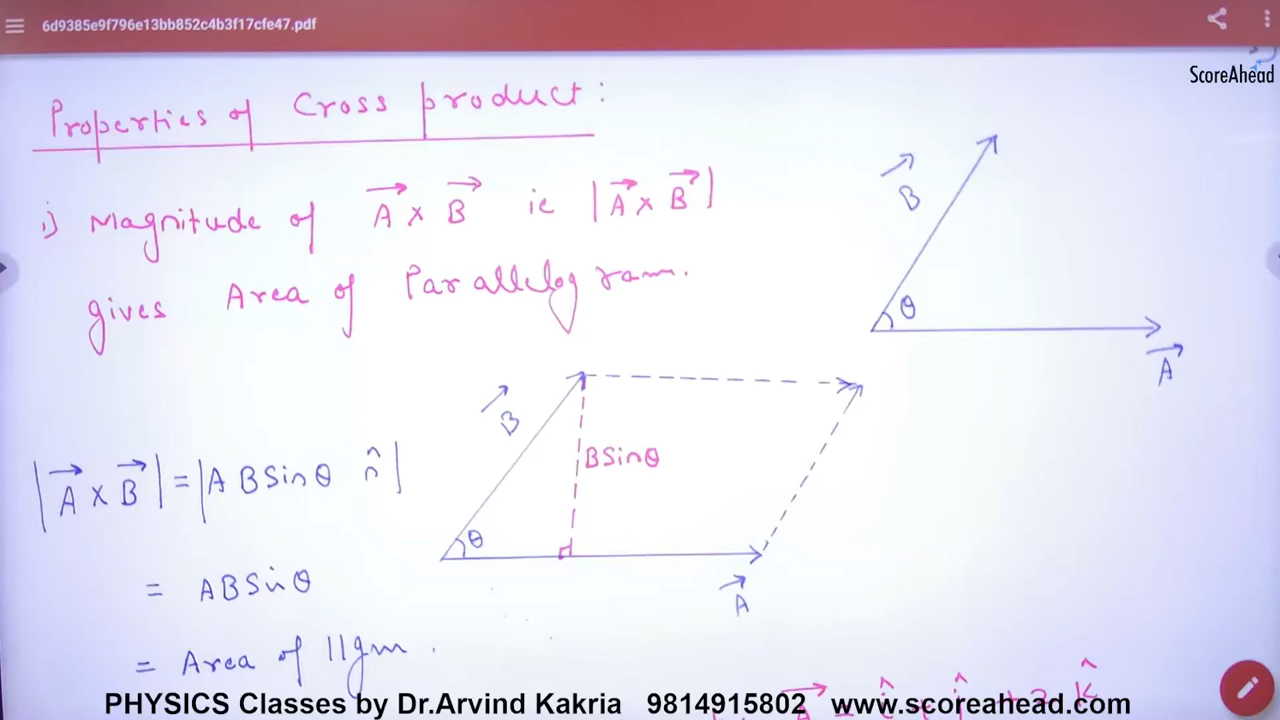 6d9385e9f796e13bb852c4b3f17cfe47.pdf
ScoreAhead
Properties of Cross product:
i) Magnitude of A⃗ × B⃗ ie |A⃗ × B⃗|
gives Area of Parallelogram.
B⃗
θ
A⃗
B⃗
BSinθ
θ
A⃗
|A⃗ × B⃗| = |A B Sinθ n̂|
= ABSinθ
= Area of ||gm.
PHYSICS Classes by Dr.Arvind Kakria 9814915802 www.scoreahead.com